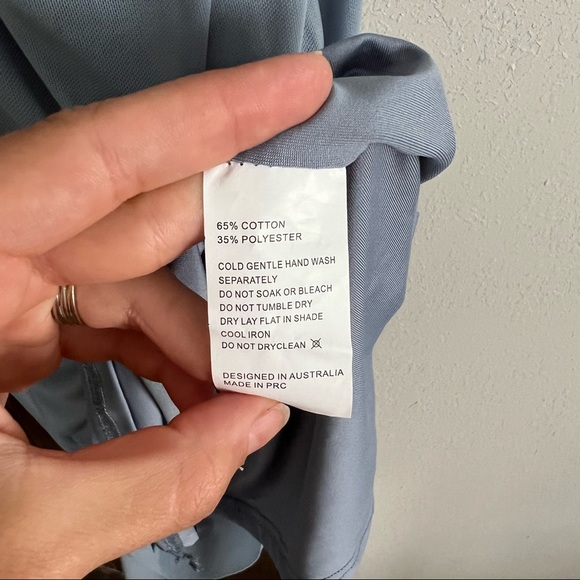 65% COTTON
35% POLYESTER
COLD GENTLE HAND WASH
SEPARATELY
DO NOT SOAK OR BLEACH
DO NOT TUMBLE DRY
DRY LAY FLAT IN SHADE
COOL IRON
DO NOT DRYCLEAN
DESIGNED IN AUSTRALIA
MADE IN PRC